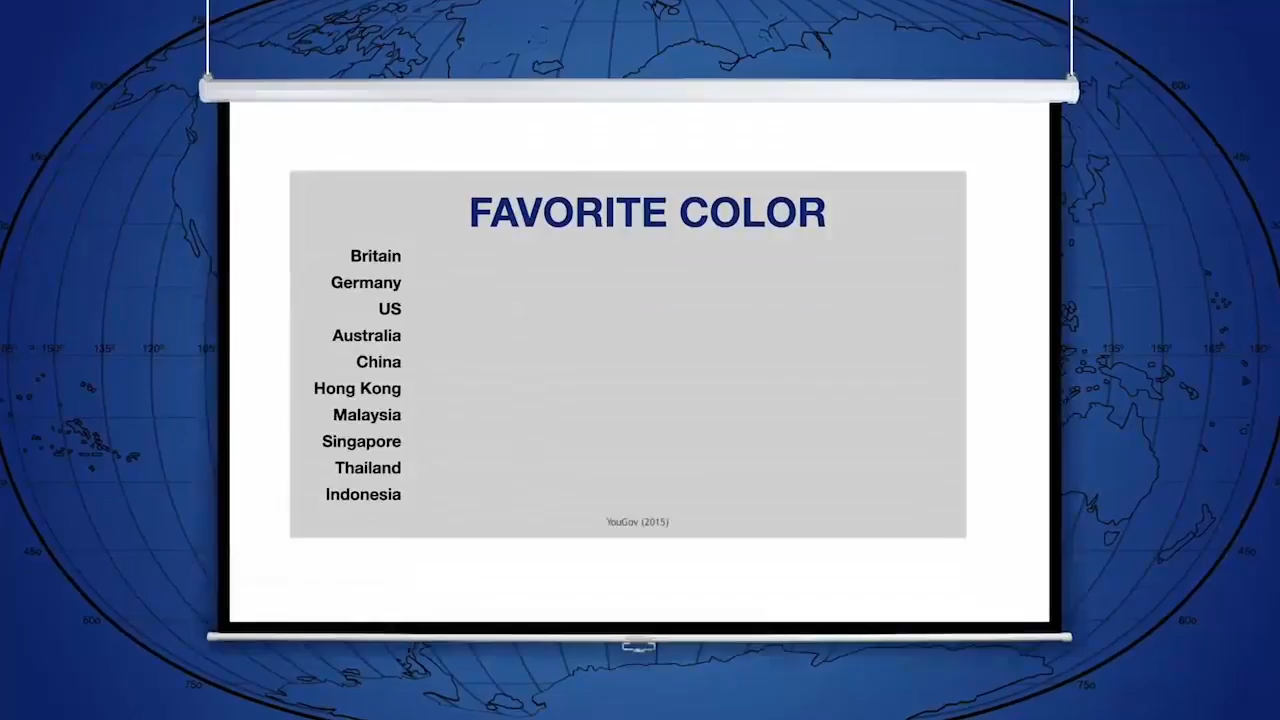 FAVORITE COLOR
Britain
Germany
US
Australia
China
Hong Kong
Malaysia
Singapore
Thailand
Indonesia
YouGov (2015)